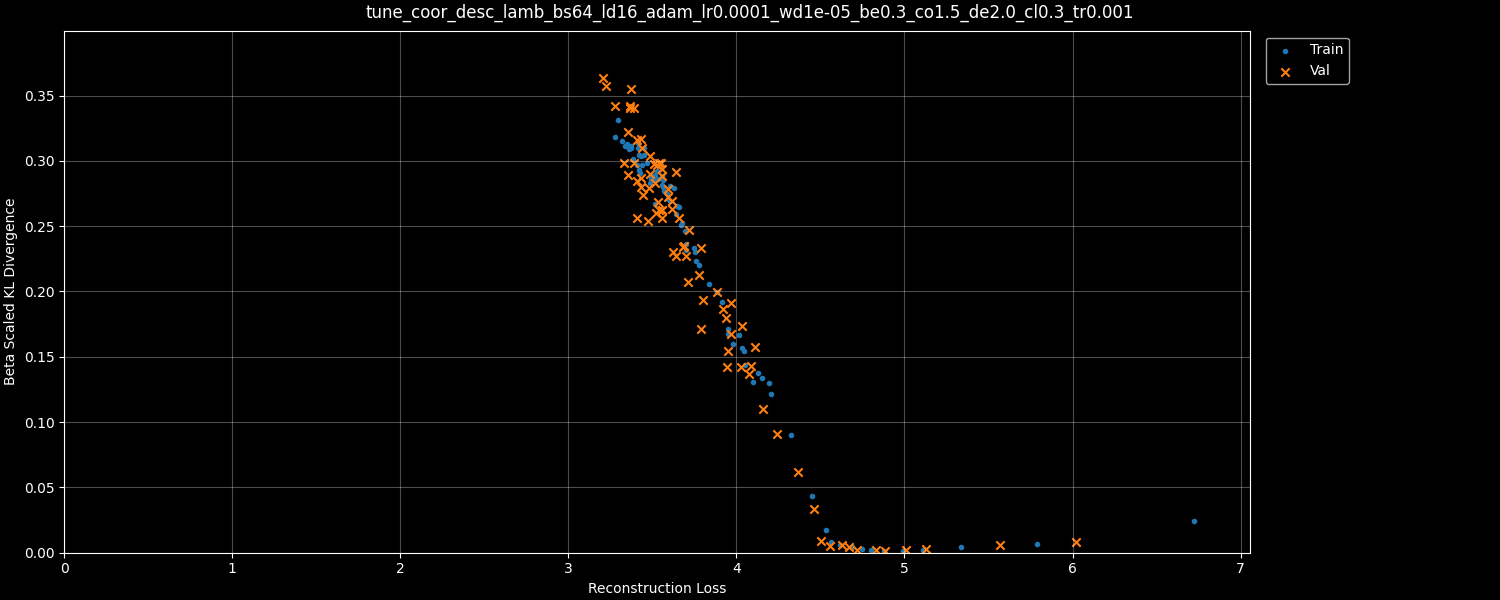 tune_coor_desc_lamb_bs64_ld16_adam_lr0.0001_wd1e-05_be0.3_co1.5_de2.0_cl0.3_tr0.001
Train
Val
0.35
0.30
0.25
0.20
0.15
0.10
0.05
0.00
Beta Scaled KL Divergence
0 1 2 3 4 5 6 7
Reconstruction Loss